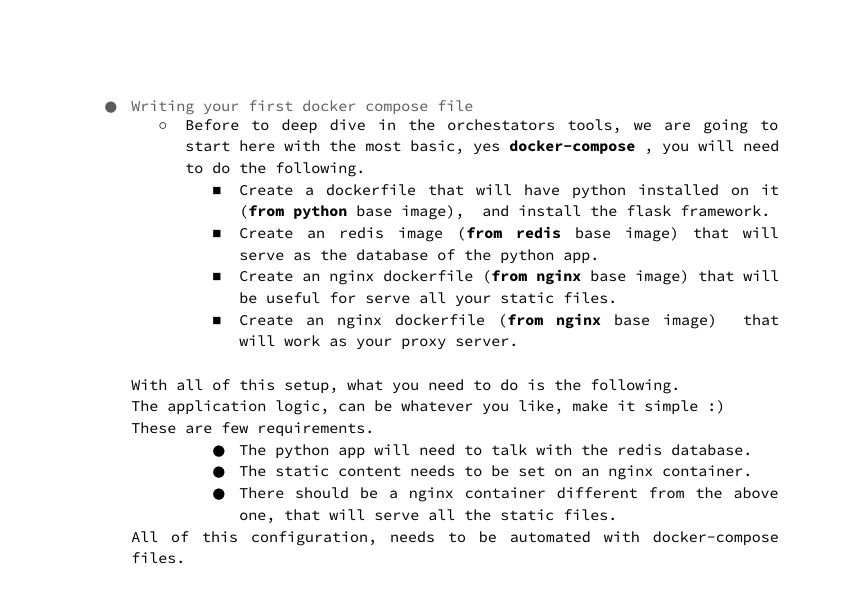 ● Writing your first docker compose file
○ Before to deep dive in the orchestators tools, we are going to
start here with the most basic, yes docker-compose , you will need
to do the following.
■ Create a dockerfile that will have python installed on it
(from python base image), and install the flask framework.
■ Create an redis image (from redis base image) that will
serve as the database of the python app.
■ Create an nginx dockerfile (from nginx base image) that will
be useful for serve all your static files.
■ Create an nginx dockerfile (from nginx base image) that
will work as your proxy server.
With all of this setup, what you need to do is the following.
The application logic, can be whatever you like, make it simple :)
These are few requirements.
● The python app will need to talk with the redis database.
● The static content needs to be set on an nginx container.
● There should be a nginx container different from the above
one, that will serve all the static files.
All of this configuration, needs to be automated with docker-compose
files.